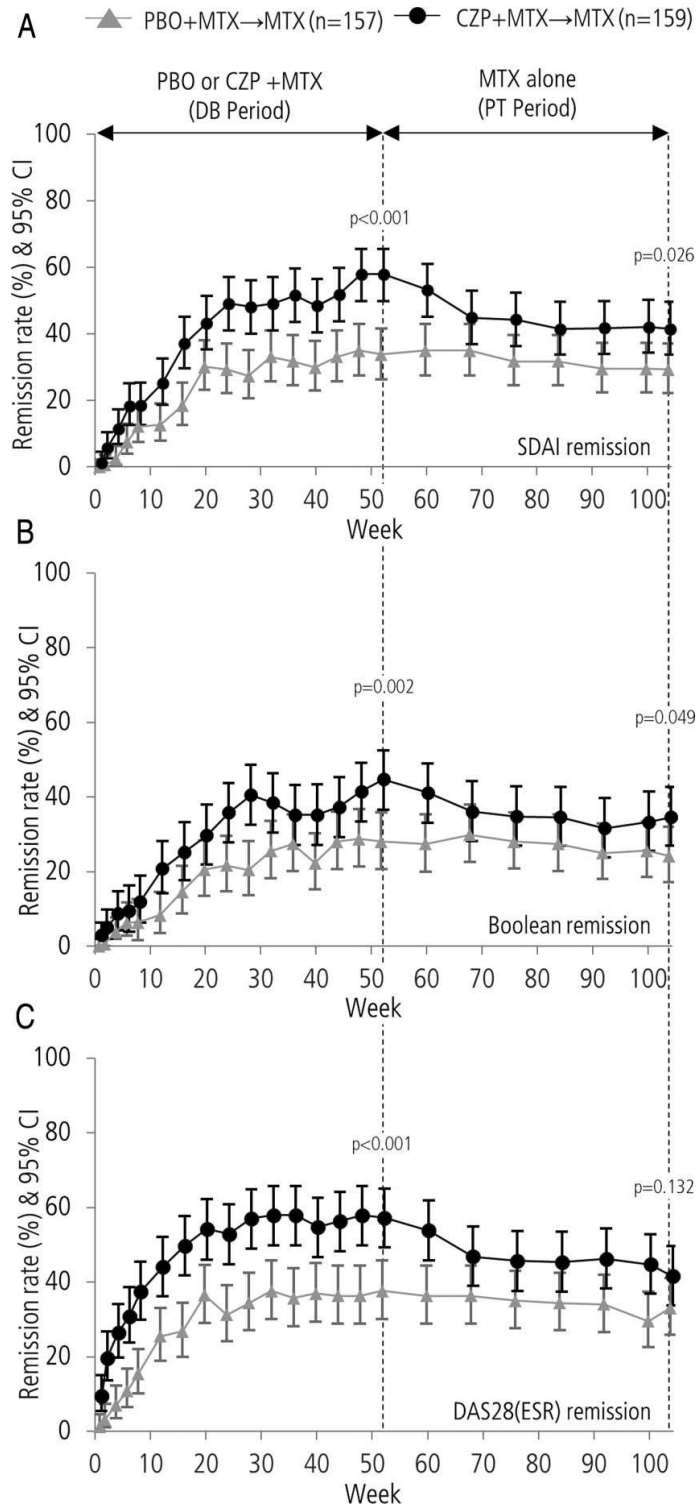 A
PBO+MTX→MTX (n=157)
CZP+MTX→MTX (n=159)
PBO or CZP +MTX
(DB Period)
MTX alone
(PT Period)
Remission rate (%) & 95% CI
100
80
60
40
20
0
p<0.001
p=0.026
SDAI remission
0 10 20 30 40 50 60 70 80 90 100
Week
B
Remission rate (%) & 95% CI
100
80
60
40
20
0
p=0.002
p=0.049
Boolean remission
0 10 20 30 40 50 60 70 80 90 100
Week
C
Remission rate (%) & 95% CI
100
80
60
40
20
0
p<0.001
p=0.132
DAS28(ESR) remission
0 10 20 30 40 50 60 70 80 90 100
Week